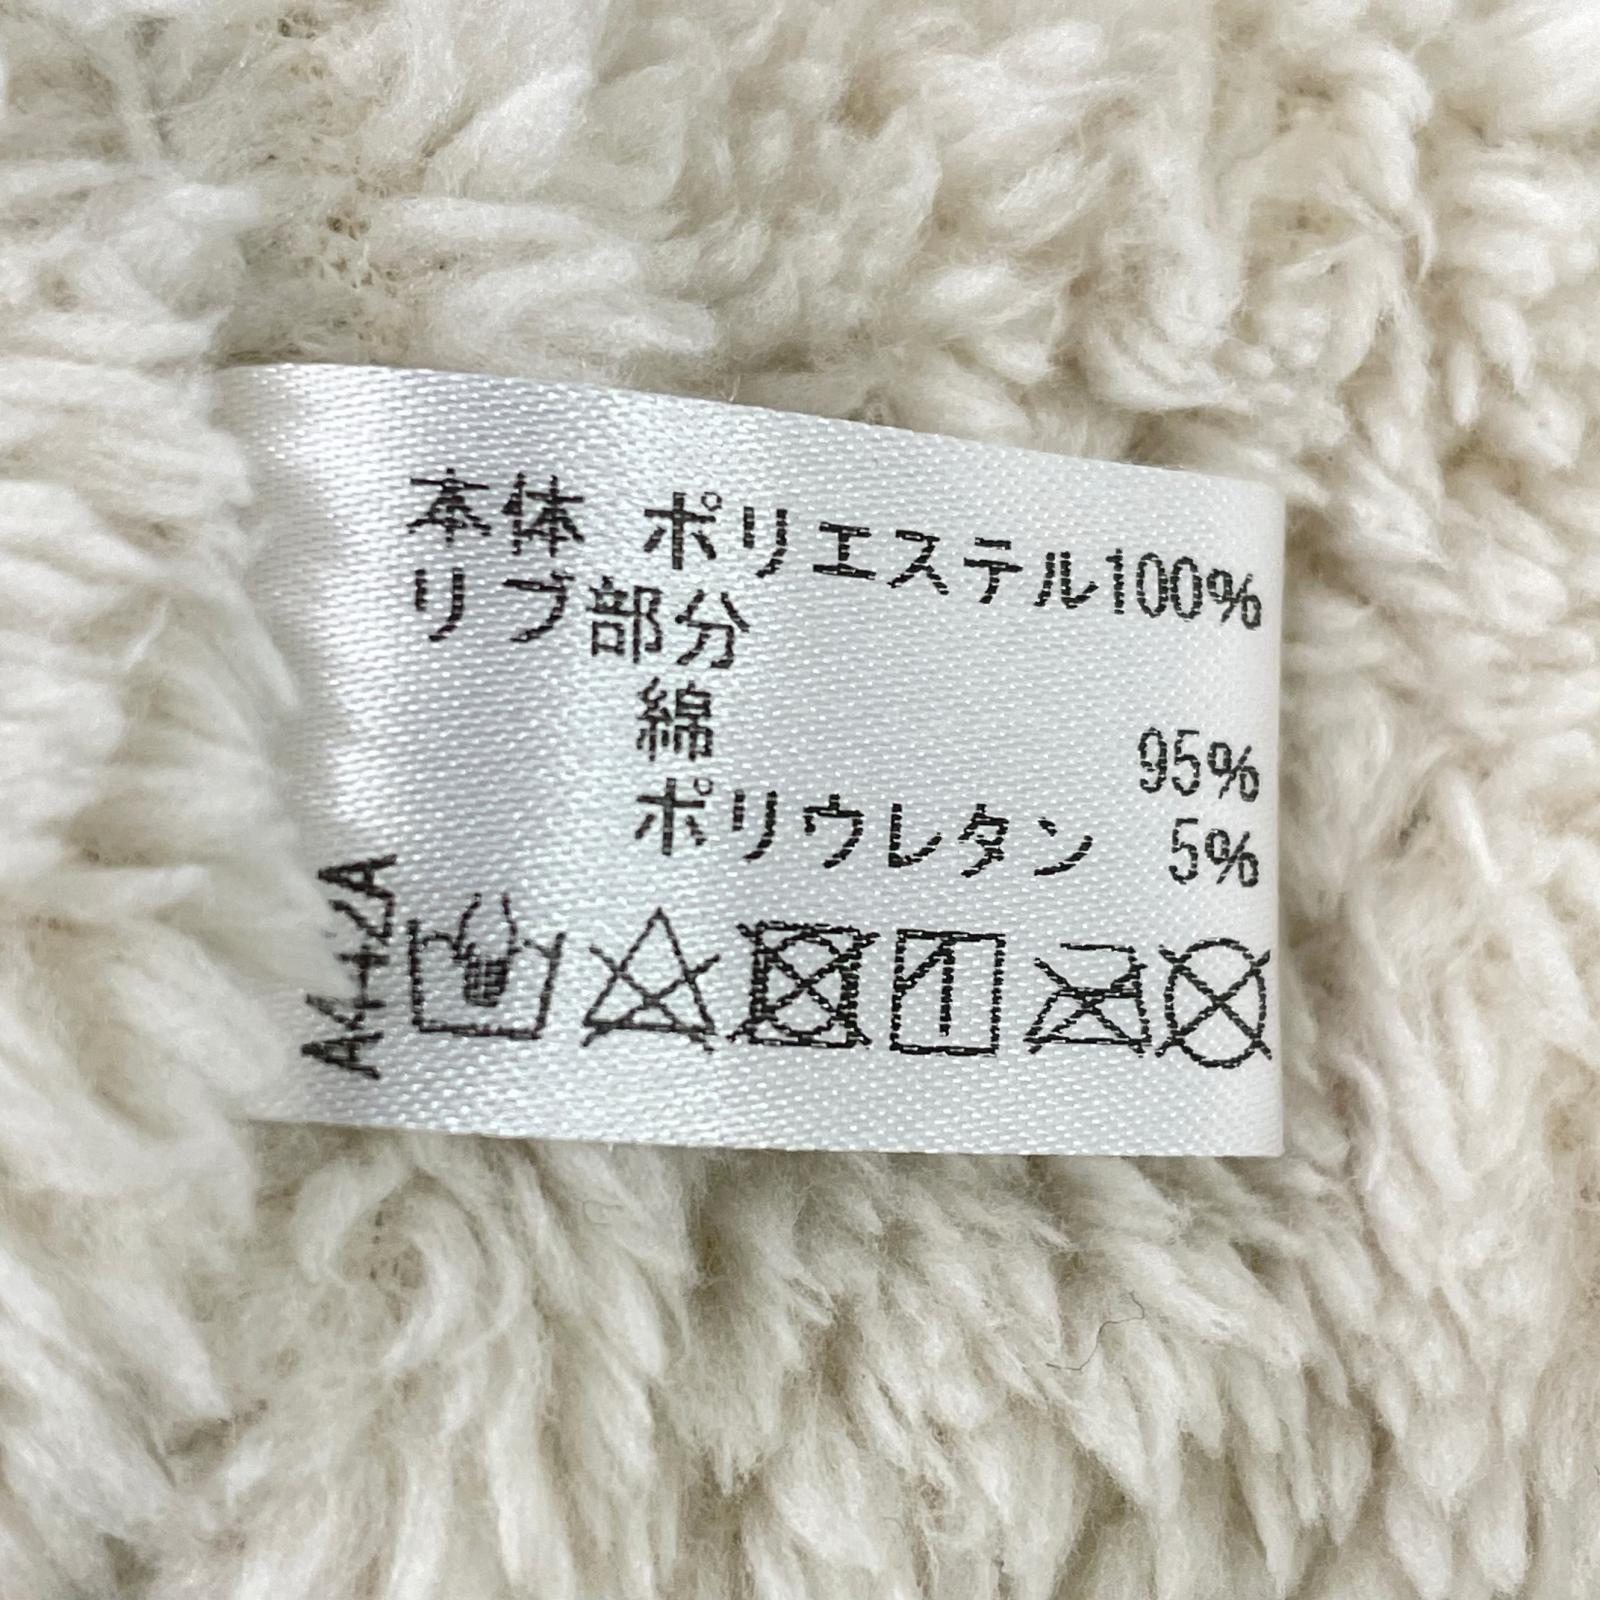 本体 ポリエステル100%
リブ部分
綿 95%
ポリウレタン 5%